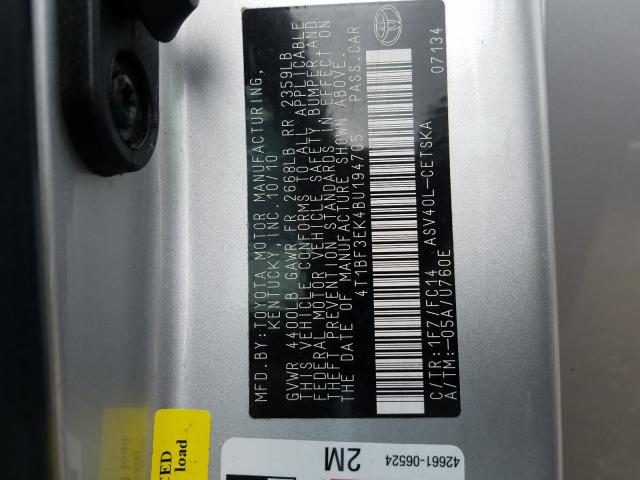 MFD.BY:TOYOTA MOTOR MANUFACTURING,
KENTUCKY INC. 10/10
GVWR 4400LB GAWR FR 2668LB RR 2359LB
THIS VEHICLE CONFORMS TO ALL APPLICABLE
FEDERAL MOTOR VEHICLE SAFETY, BUMPER AND
THEFT PREVENTION STANDARDS IN EFFECT ON
THE DATE OF MANUFACTURE SHOWN ABOVE.
4T1BF3EK4BU194705 PASS.CAR
C/TR:1F7/FC14 ASV40L-CETSKA
A/TM:-05A/U760E
07134
42661-06524
2M
load